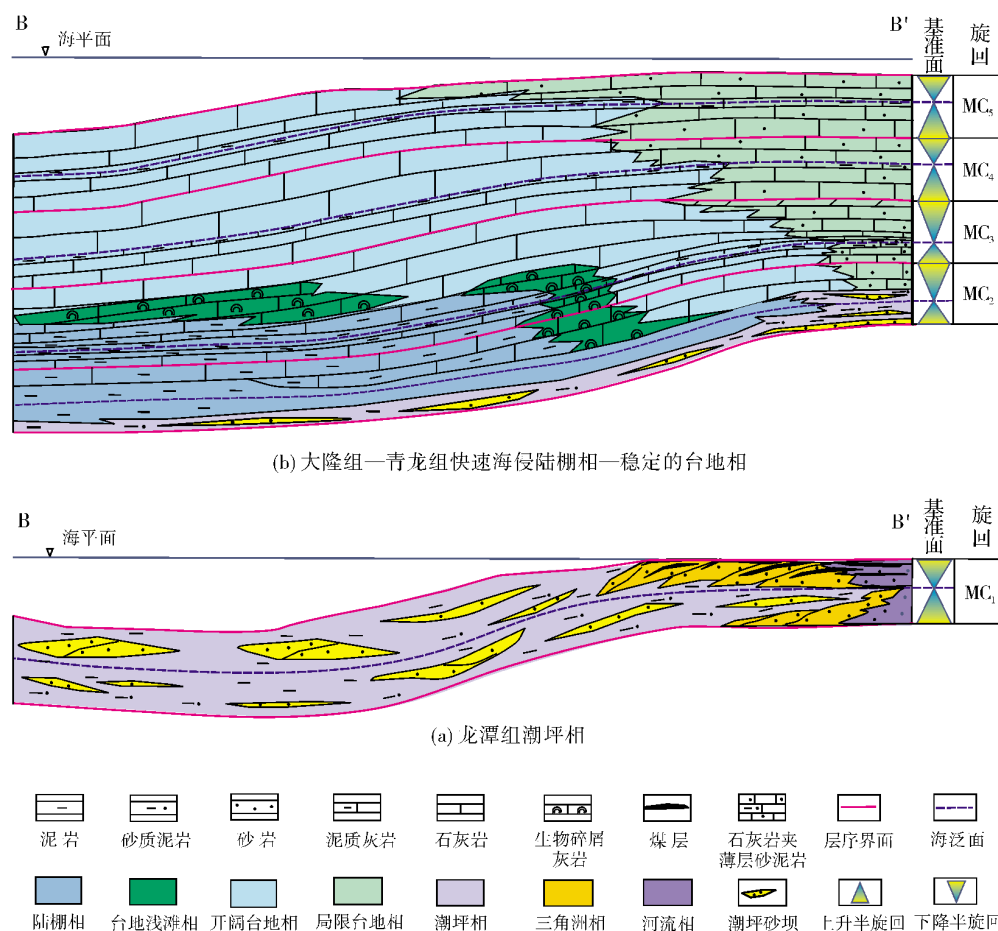 B
B'
海平面
基准面
旋回
MC₅
MC₄
MC₃
MC₂
(b) 大隆组—青龙组快速海侵陆棚相—稳定的台地相
B
B'
海平面
基准面
旋回
MC₁
(a) 龙潭组潮坪相
泥岩
砂质泥岩
砂岩
泥质灰岩
石灰岩
生物碎屑
灰岩
煤层
石灰岩夹
薄层砂泥岩
层序界面
海泛面
陆棚相
台地浅滩相
开阔台地相
局限台地相
潮坪相
三角洲相
河流相
潮坪砂坝
上升半旋回
下降半旋回